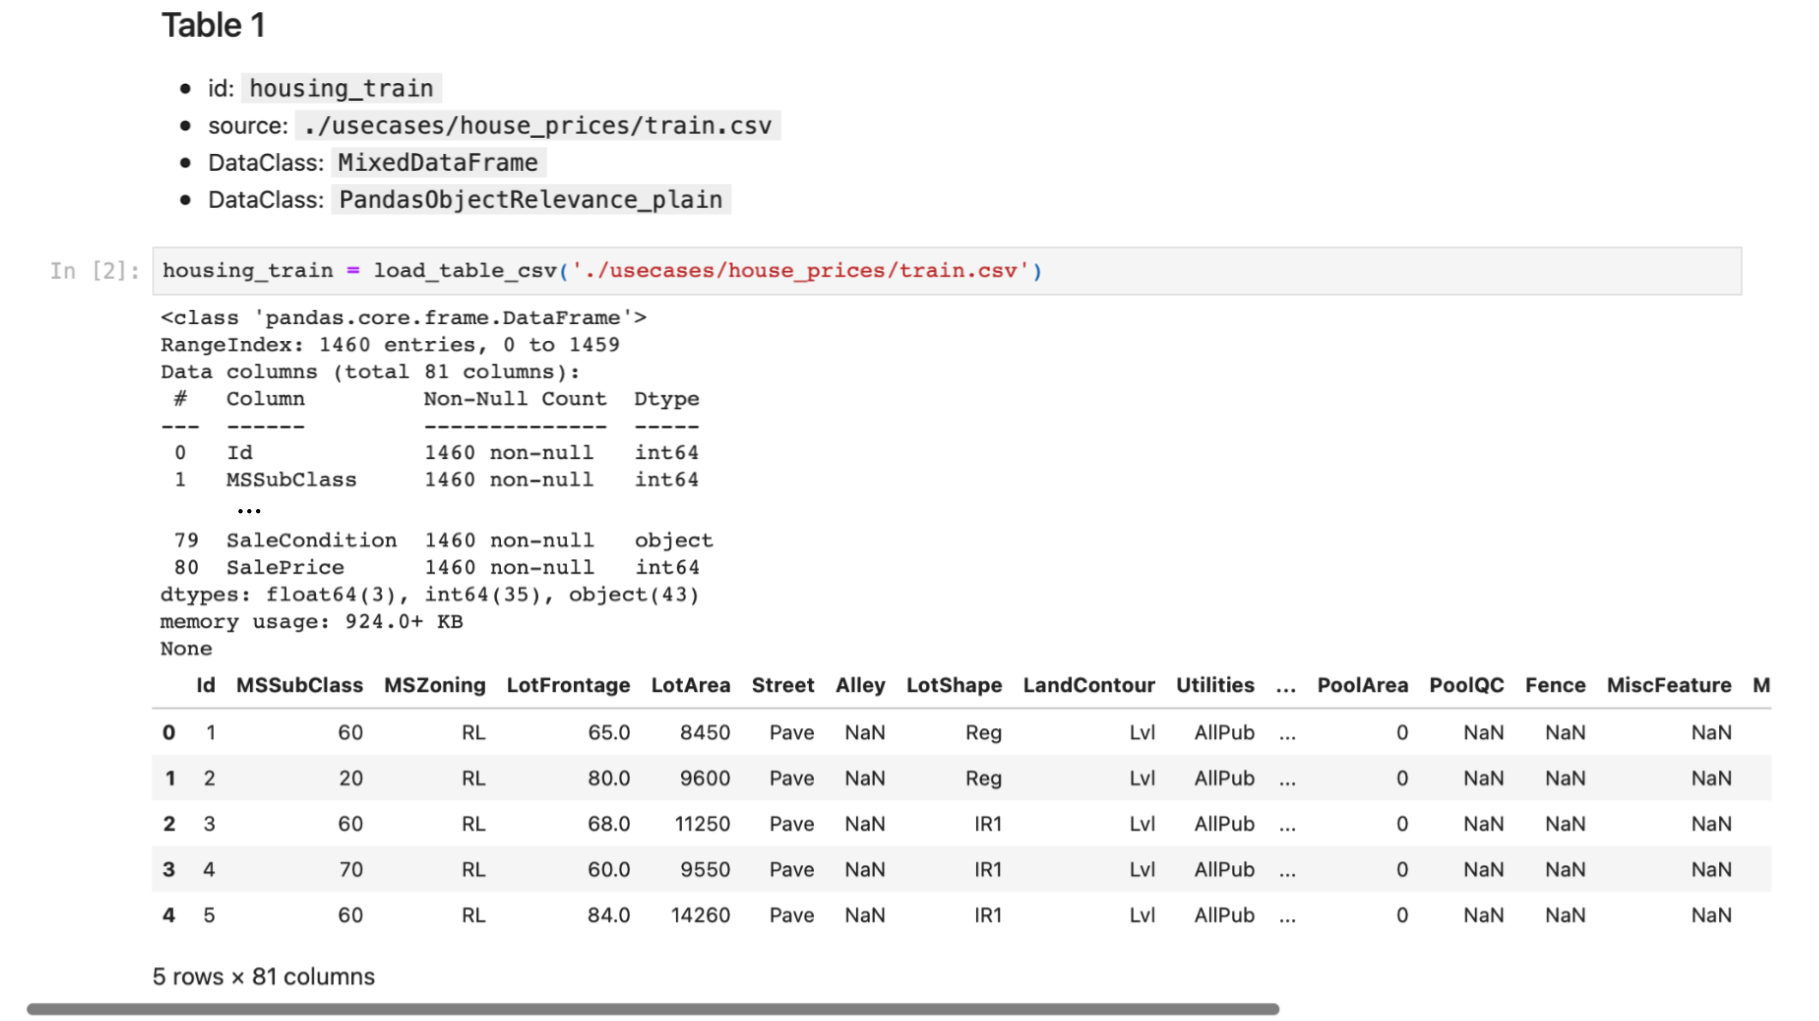 Table 1
• id: housing_train
• source: ./usecases/house_prices/train.csv
• DataClass: MixedDataFrame
• DataClass: PandasObjectRelevance_plain
In [2]: housing_train = load_table_csv('./usecases/house_prices/train.csv')
<class 'pandas.core.frame.DataFrame'>
RangeIndex: 1460 entries, 0 to 1459
Data columns (total 81 columns):
# Column Non-Null Count Dtype
--- ------ -------------- -----
0 Id 1460 non-null int64
1 MSSubClass 1460 non-null int64
...
79 SaleCondition 1460 non-null object
80 SalePrice 1460 non-null int64
dtypes: float64(3), int64(35), object(43)
memory usage: 924.0+ KB
None
Id MSSubClass MSZoning LotFrontage LotArea Street Alley LotShape LandContour Utilities ... PoolArea PoolQC Fence MiscFeature M
0 1 60 RL 65.0 8450 Pave NaN Reg Lvl AllPub ... 0 NaN NaN NaN
1 2 20 RL 80.0 9600 Pave NaN Reg Lvl AllPub ... 0 NaN NaN NaN
2 3 60 RL 68.0 11250 Pave NaN IR1 Lvl AllPub ... 0 NaN NaN NaN
3 4 70 RL 60.0 9550 Pave NaN IR1 Lvl AllPub ... 0 NaN NaN NaN
4 5 60 RL 84.0 14260 Pave NaN IR1 Lvl AllPub ... 0 NaN NaN NaN
5 rows × 81 columns